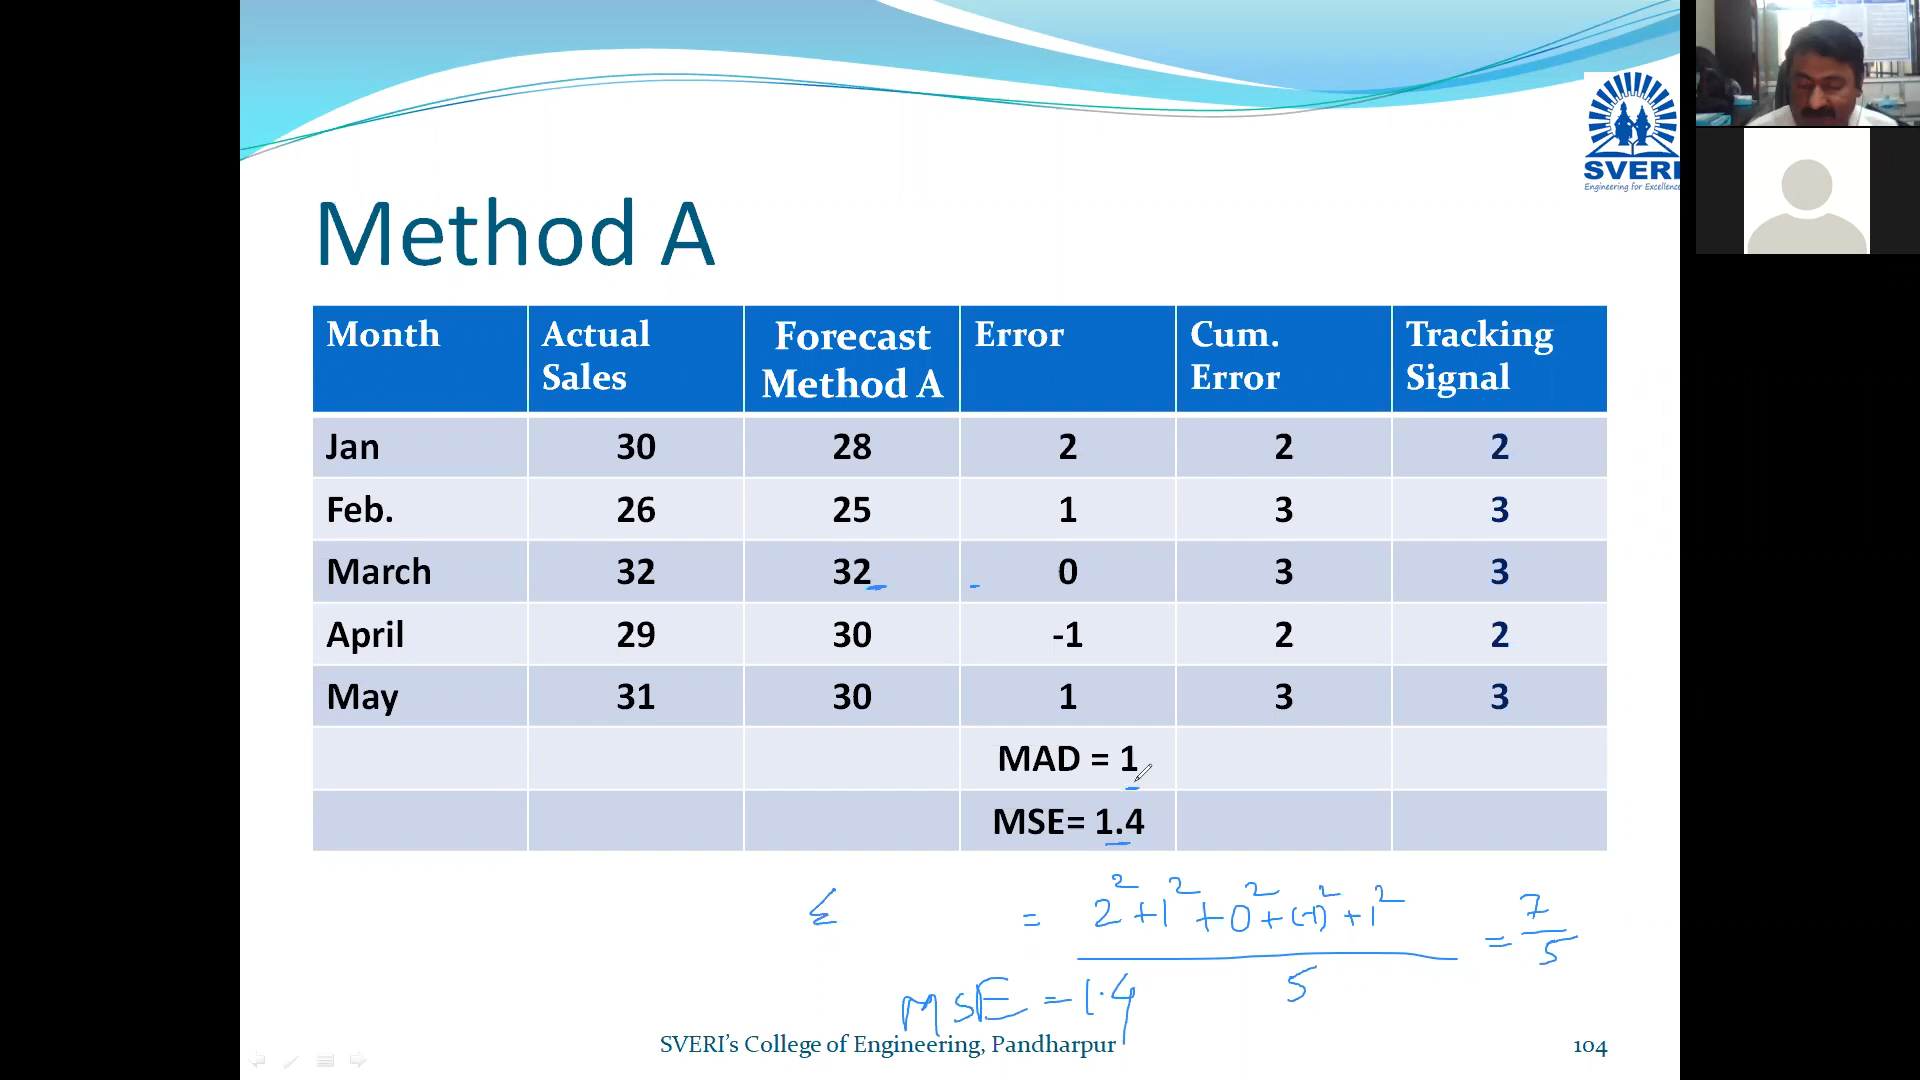 SVERI
Engineering for Excellence
Method A
Month Actual Sales Forecast Method A Error Cum. Error Tracking Signal
Jan 30 28 2 2 2
Feb. 26 25 1 3 3
March 32 32 0 3 3
April 29 30 -1 2 2
May 31 30 1 3 3
MAD = 1
MSE= 1.4
Σ = 2² + 1² + 0² + (-1)² + 1² / 5 = 7/5
MSE = 1.4
SVERI's College of Engineering, Pandharpur 104